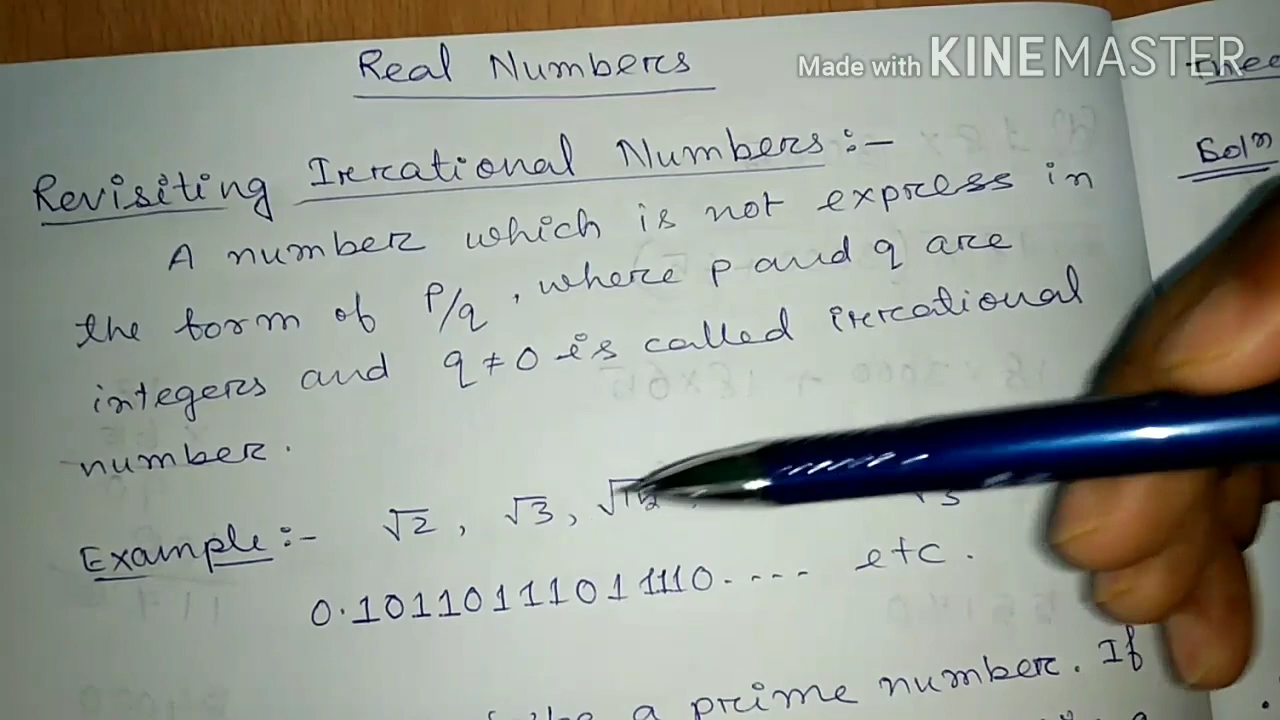 Real Numbers
Made with KINEMASTER
Revisiting Irrational Numbers:-
A number which is not express in
the form of P/q, where p and q are
integers and q ≠ 0 is called irrational
number.
Example:- √2, √3, √15
0.10110111011110.... etc.
a prime number. If
Solⁿ